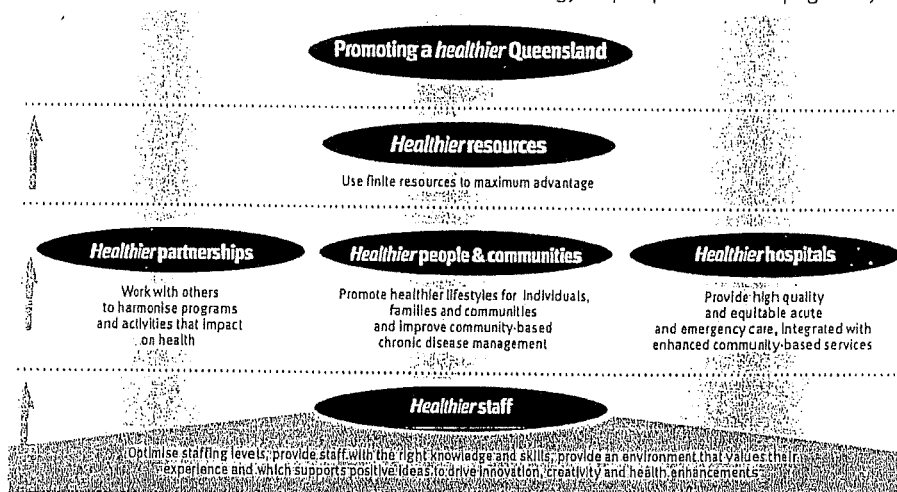 Promoting a healthier Queensland
Healthier resources
Use finite resources to maximum advantage
Healthier partnerships
Work with others
to harmonise programs
and activities that impact
on health
Healthier people & communities
Promote healthier lifestyles for individuals,
families and communities
and improve community-based
chronic disease management
Healthier hospitals
Provide high quality
and equitable acute
and emergency care, integrated with
enhanced community-based services
Healthier staff
Optimise staffing levels, provide staff with the right knowledge and skills, provide an environment that values their
experience and which supports positive ideas to drive innovation, creativity and health enhancements